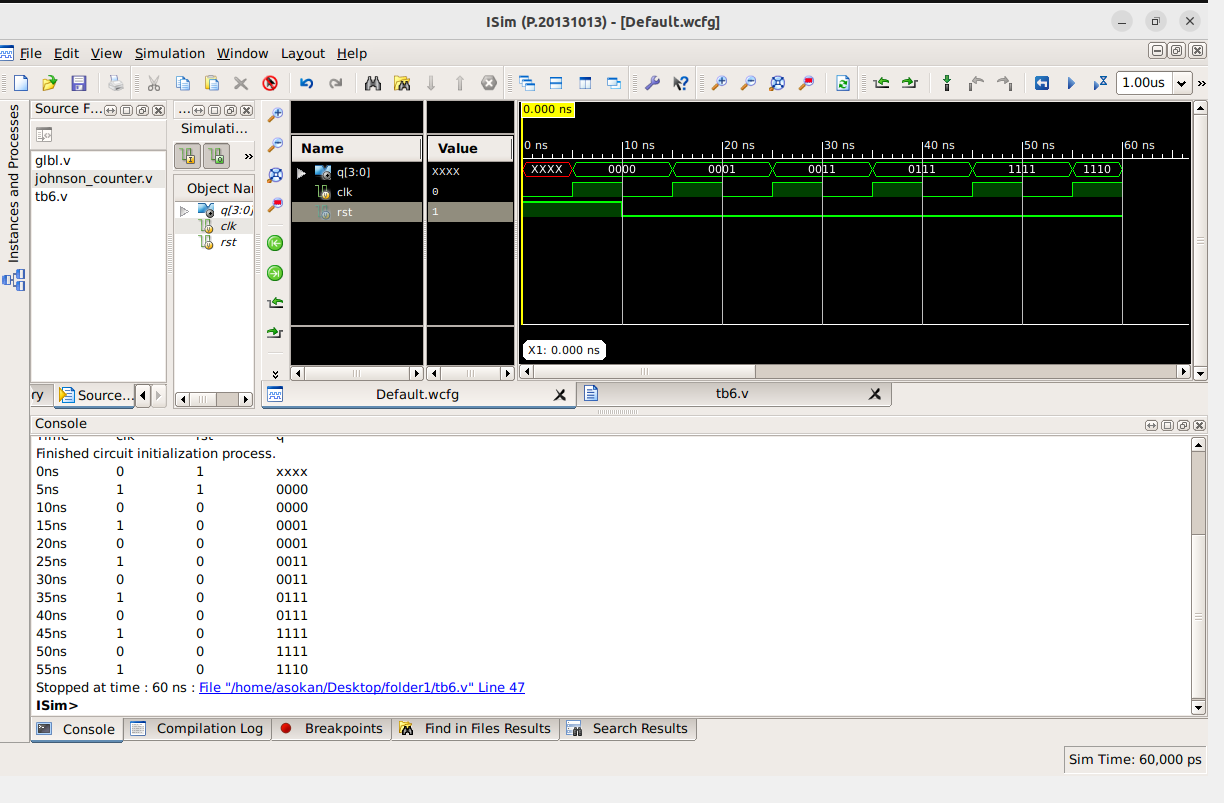 ISim (P.20131013) - [Default.wcfg]
File Edit View Simulation Window Layout Help
1.00us
»
Instances and Processes
Source F...
glbl.v
johnson_counter.v
tb6.v
ry
Source...
...
Simulati...
»
Object Nar
q[3:0]
clk
rst
Name Value
q[3:0] XXXX
clk 0
rst 1
0.000 ns
0 ns 10 ns 20 ns 30 ns 40 ns 50 ns 60 ns
XXXX 0000 0001 0011 0111 1111 1110
X1: 0.000 ns
Default.wcfg tb6.v
Console
Time clk rst q
Finished circuit initialization process.
0ns 0 1 xxxx
5ns 1 1 0000
10ns 0 0 0000
15ns 1 0 0001
20ns 0 0 0001
25ns 1 0 0011
30ns 0 0 0011
35ns 1 0 0111
40ns 0 0 0111
45ns 1 0 1111
50ns 0 0 1111
55ns 1 0 1110
Stopped at time : 60 ns : File "/home/asokan/Desktop/folder1/tb6.v" Line 47
ISim>
Console Compilation Log Breakpoints Find in Files Results Search Results
Sim Time: 60,000 ps